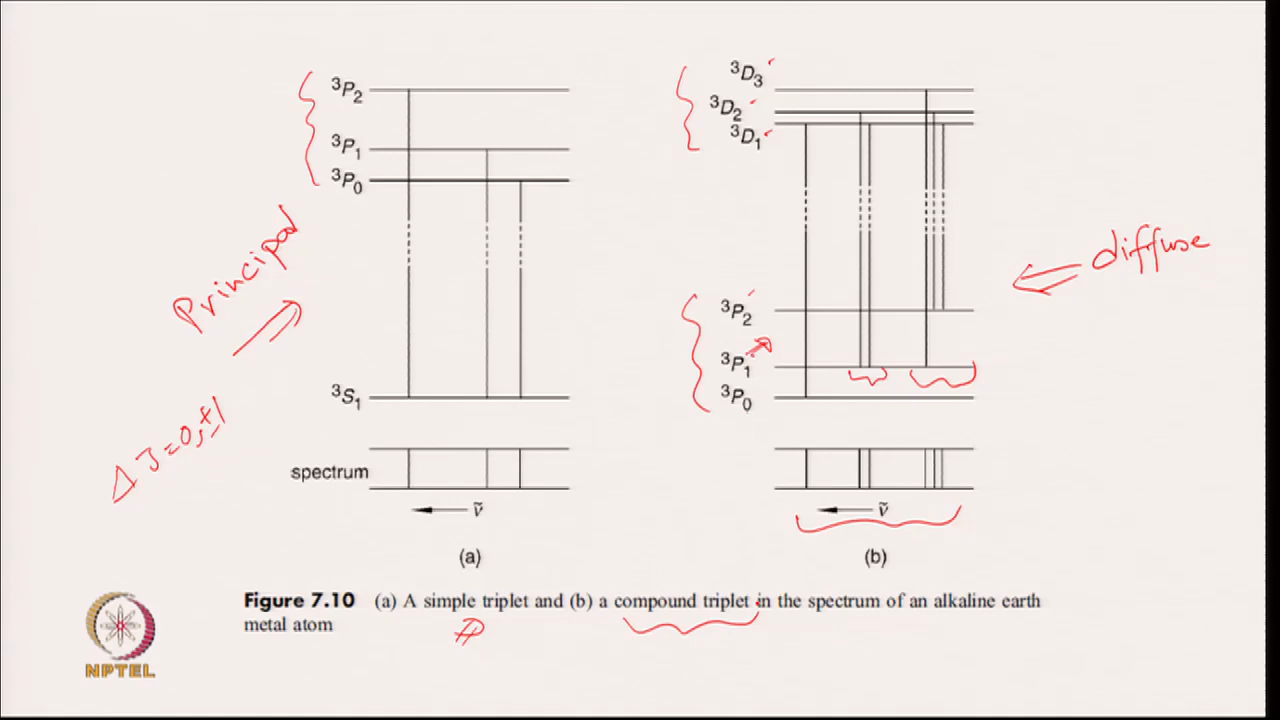 ³P₂
³P₁
³P₀
³S₁
spectrum
ν̃
(a)
Principal
ΔJ=0,±1
³D₃
³D₂
³D₁
³P₂
³P₁
³P₀
ν̃
(b)
diffuse
Figure 7.10 (a) A simple triplet and (b) a compound triplet in the spectrum of an alkaline earth
metal atom
NPTEL